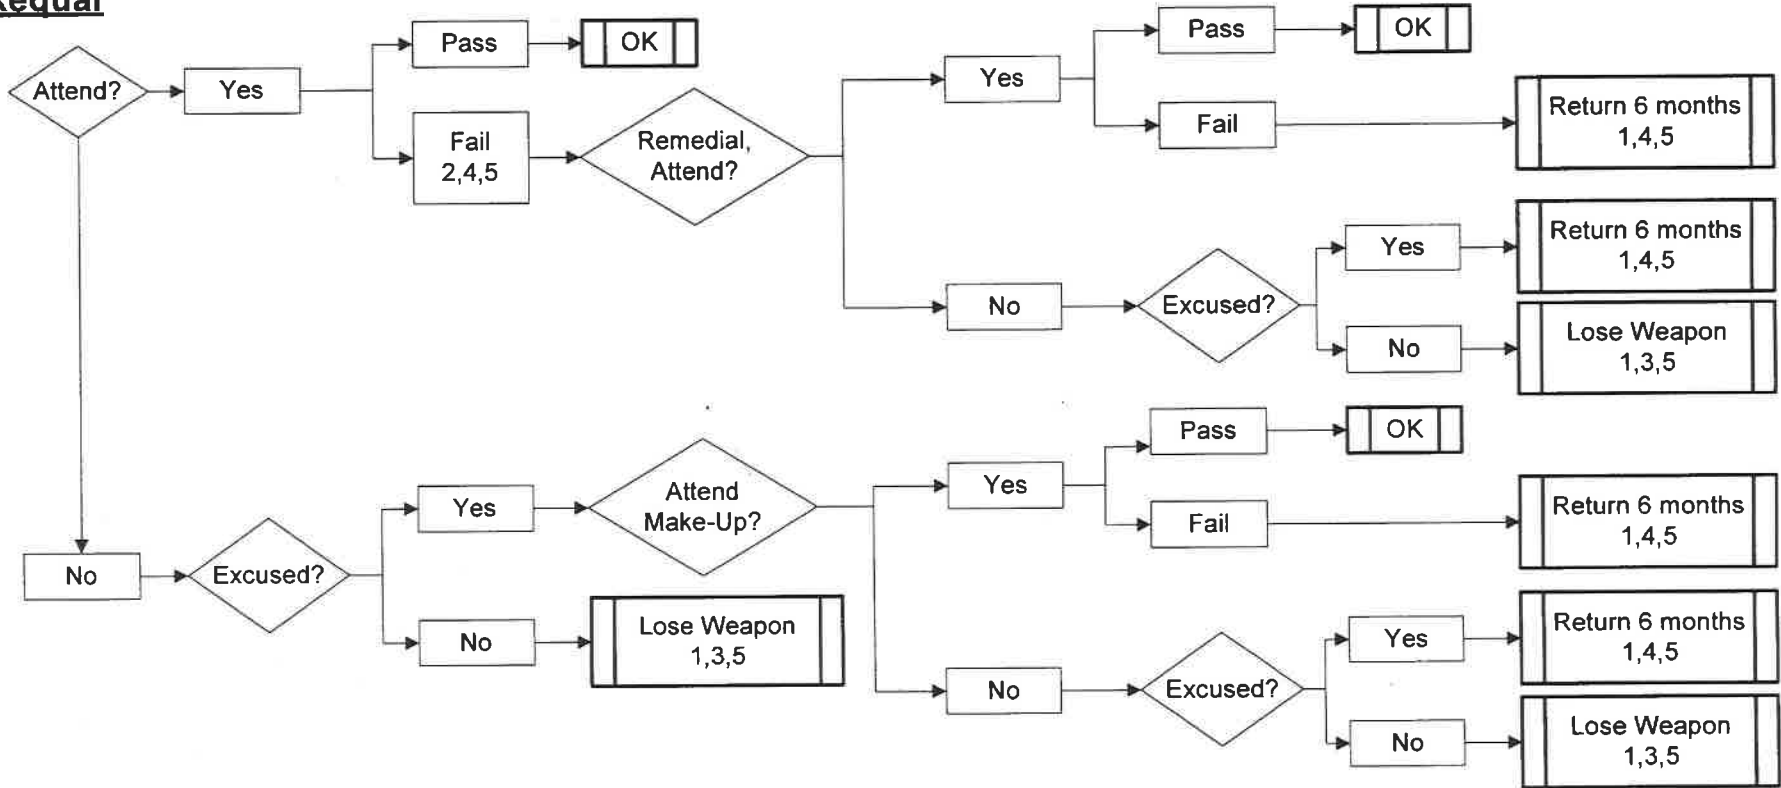 Requal
Attend?
Yes
Pass
OK
Fail
2,4,5
Remedial,
Attend?
Yes
Pass
OK
Fail
Return 6 months
1,4,5
No
Excused?
Yes
Return 6 months
1,4,5
No
Lose Weapon
1,3,5
No
Excused?
Yes
Attend
Make-Up?
Yes
Pass
OK
Fail
Return 6 months
1,4,5
No
Excused?
Yes
Return 6 months
1,4,5
No
Lose Weapon
1,3,5
No
Lose Weapon
1,3,5